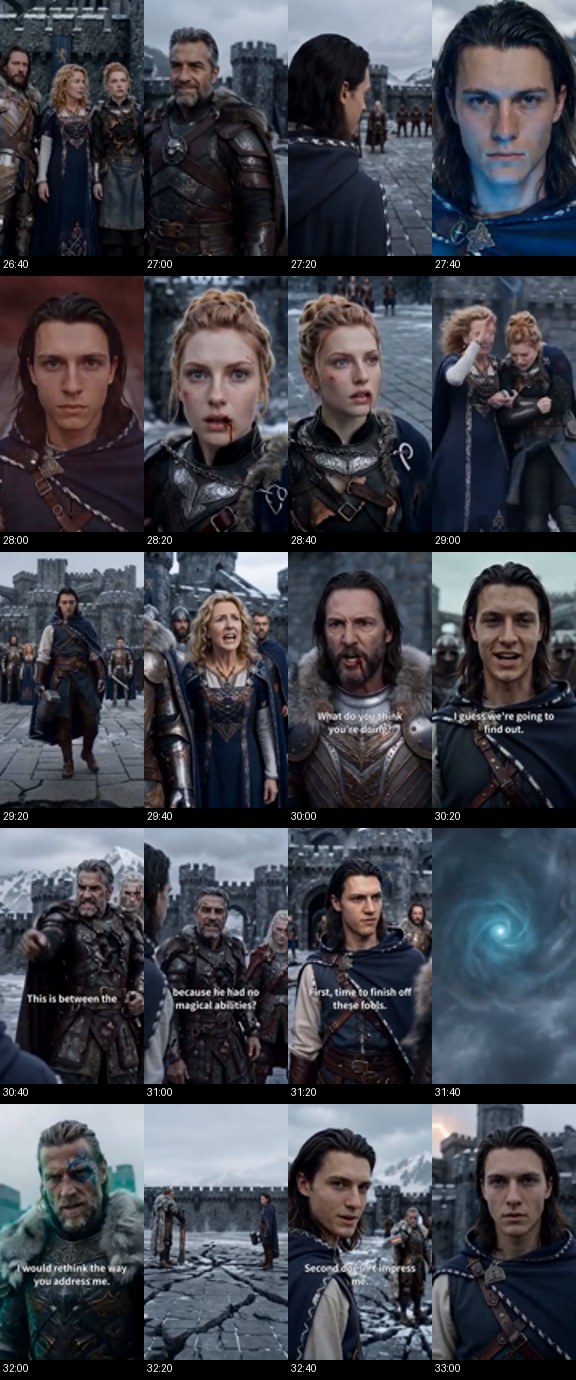 26:40
27:00
27:20
27:40
28:00
28:20
28:40
29:00
29:20
29:40
What do you think
you're doing?
30:00
I guess we're going to
find out.
30:20
This is between the
30:40
because he had no
magical abilities?
31:00
First, time to finish off
these fools.
31:20
31:40
I would rethink the way
you address me.
32:00
32:20
Second doesn't impress
me.
32:40
33:00